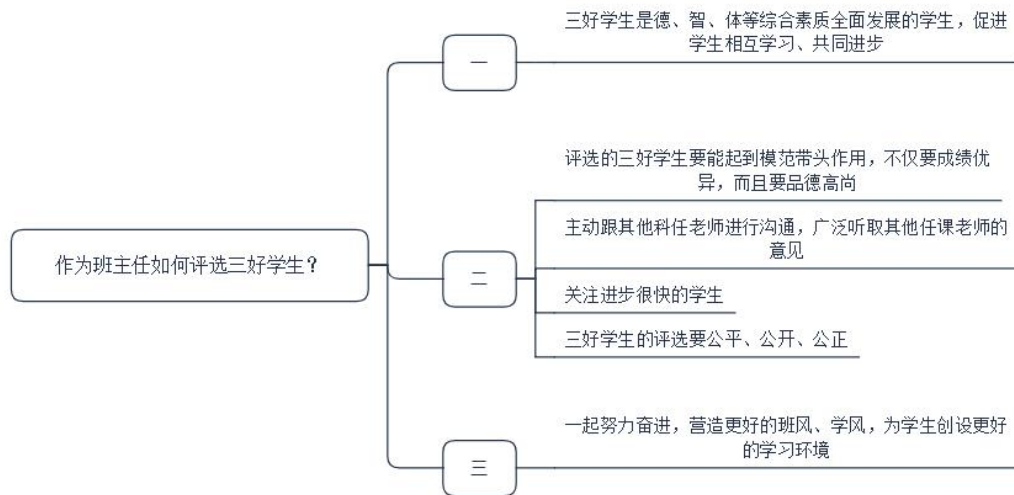 三好学生是德、智、体等综合素质全面发展的学生，促进
学生相互学习、共同进步
一
评选的三好学生要能起到模范带头作用，不仅要成绩优
异，而且要品德高尚
主动跟其他科任老师进行沟通，广泛听取其他任课老师的
意见
作为班主任如何评选三好学生？
二
关注进步很快的学生
三好学生的评选要公平、公开、公正
一起努力奋进，营造更好的班风、学风，为学生创设更好
的学习环境
三